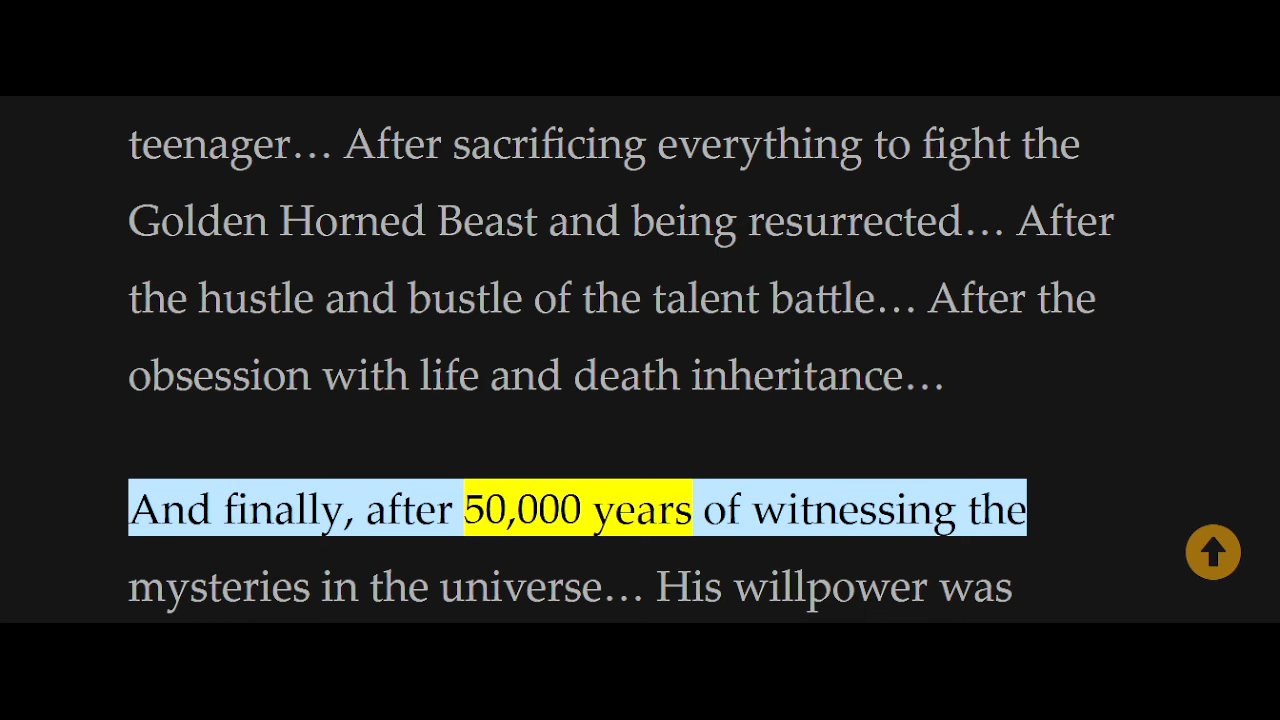 teenager… After sacrificing everything to fight the
Golden Horned Beast and being resurrected… After
the hustle and bustle of the talent battle… After the
obsession with life and death inheritance…
And finally, after 50,000 years of witnessing the
mysteries in the universe… His willpower was